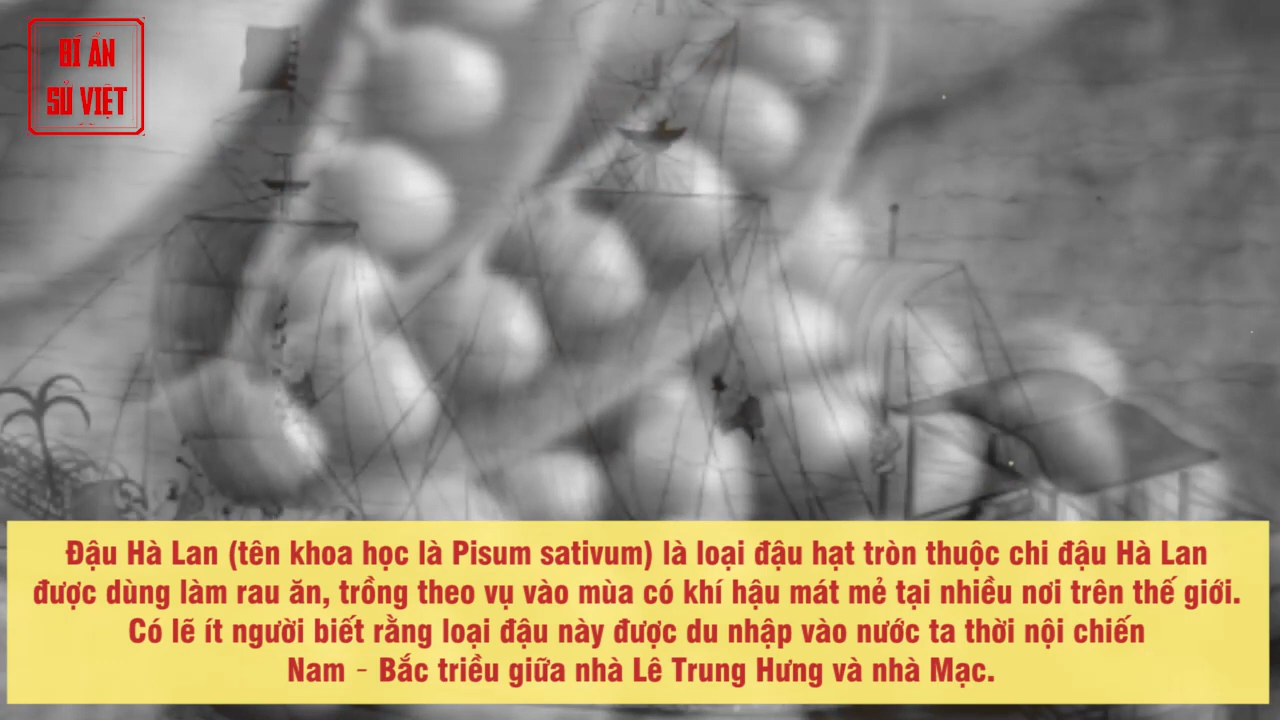 BÍ ẨN
SỬ VIỆT
Đậu Hà Lan (tên khoa học là Pisum sativum) là loại đậu hạt tròn thuộc chi đậu Hà Lan
được dùng làm rau ăn, trồng theo vụ vào mùa có khí hậu mát mẻ tại nhiều nơi trên thế giới.
Có lẽ ít người biết rằng loại đậu này được du nhập vào nước ta thời nội chiến
Nam - Bắc triều giữa nhà Lê Trung Hưng và nhà Mạc.